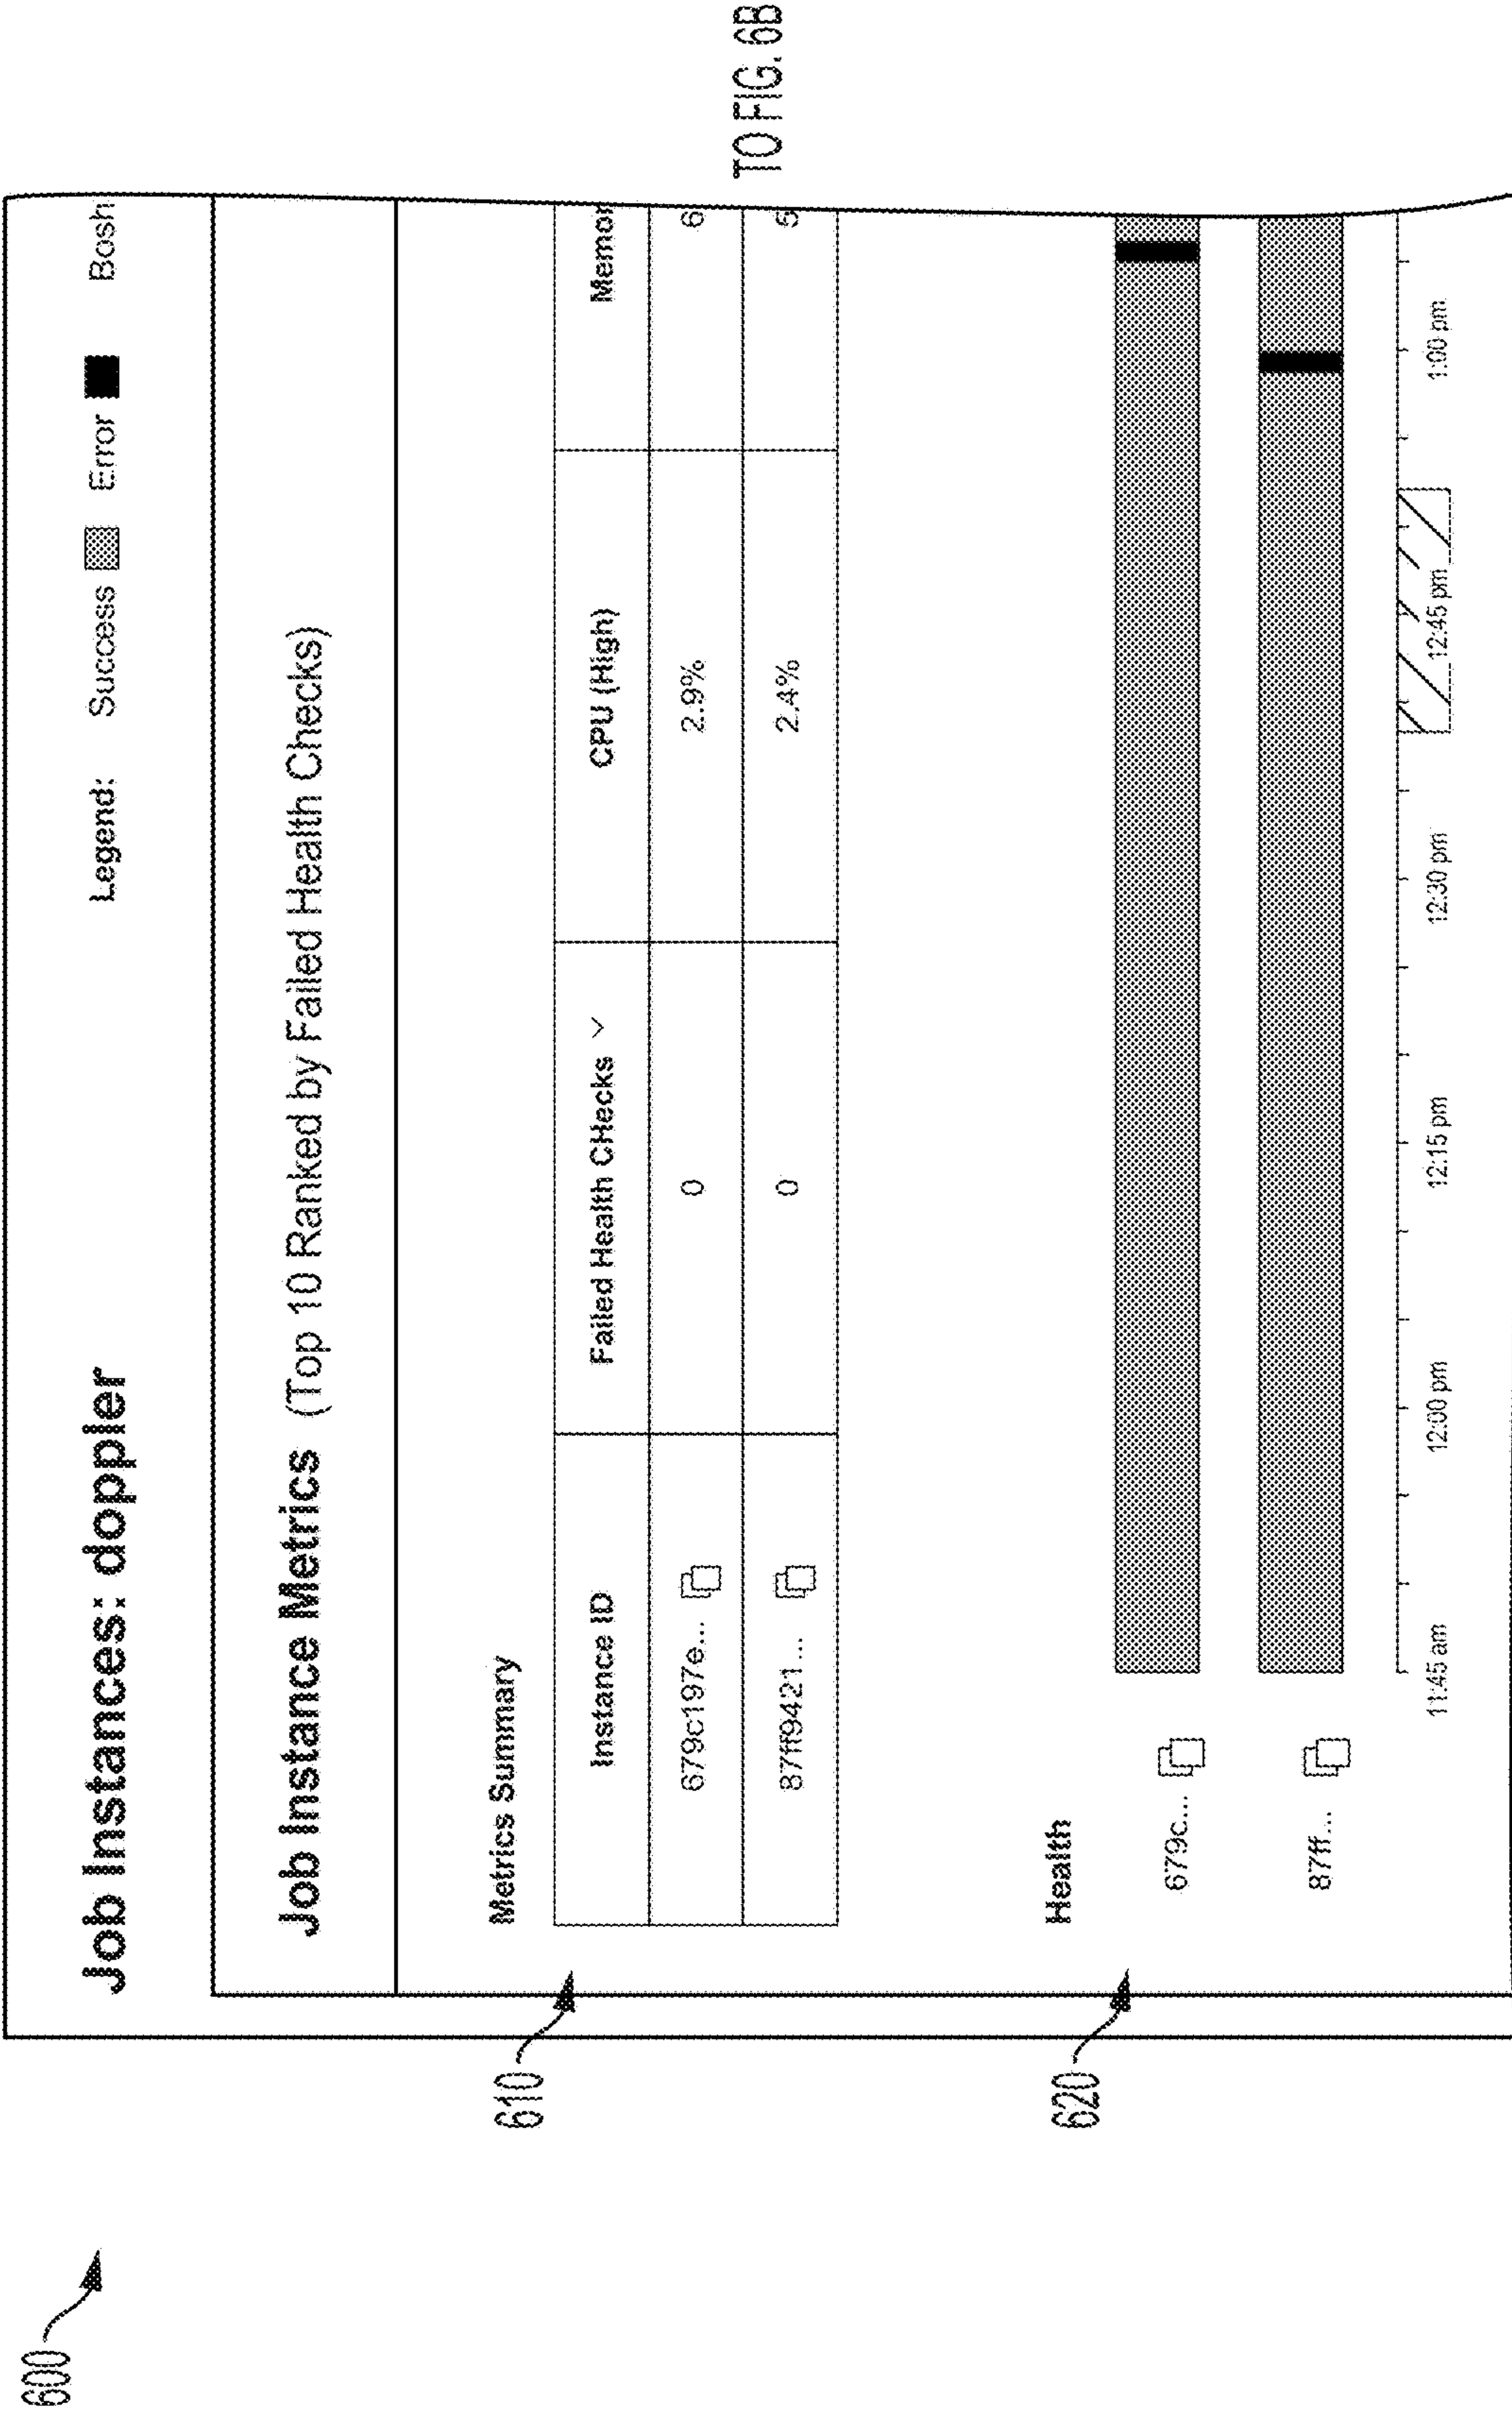 600
Job Instances: doppler Legend: Success Error Bosh
Job Instance Metrics (Top 10 Ranked by Failed Health Checks)
610
Metrics Summary
Instance ID Failed Health CHecks CPU (High) Memor
679c197e... 0 2.9% 6
87ff9421... 0 2.4% 5
TO FIG. 6B
620
Health
679c...
87ff...
11:45 am 12:00 pm 12:15 pm 12:30 pm 12:45 pm 1:00 pm